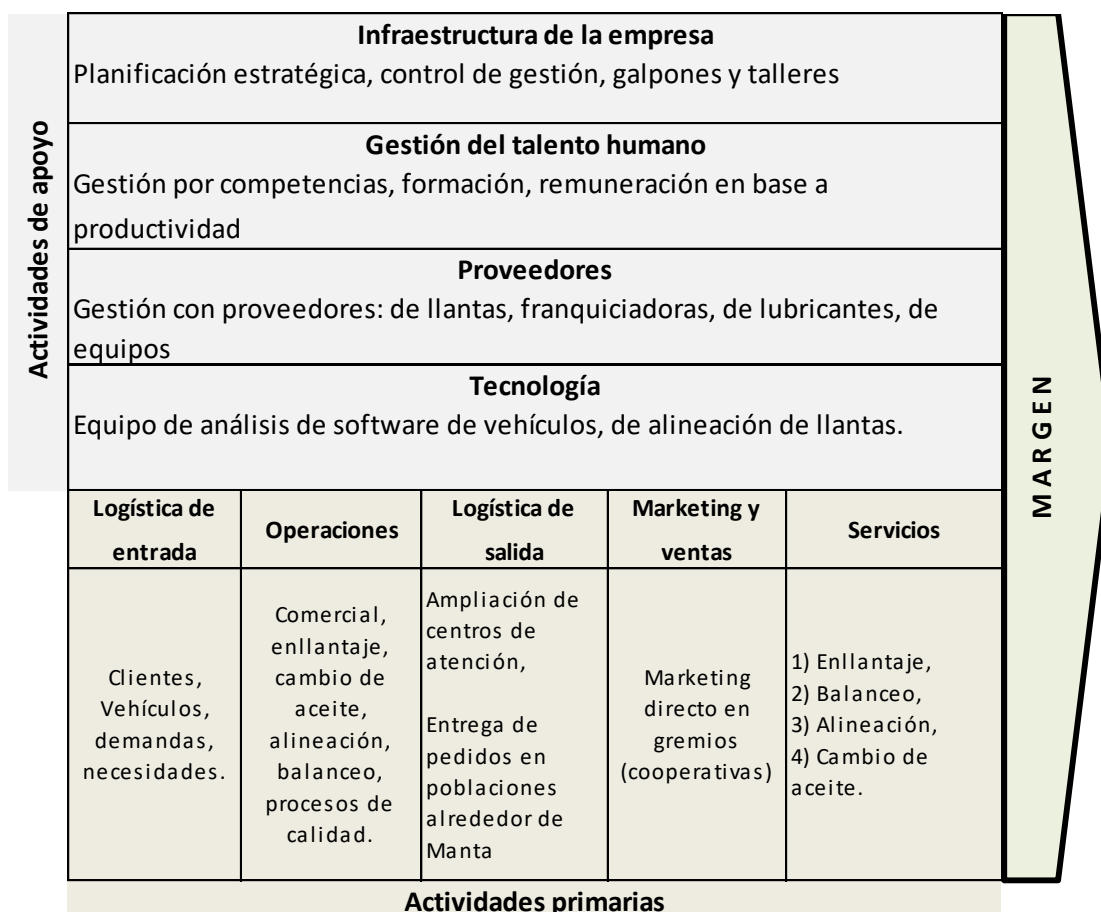 Infraestructura de la empresa
Planificación estratégica, control de gestión, galpones y talleres
Actividades de apoyo
Gestión del talento humano
Gestión por competencias, formación, remuneración en base a
productividad
Proveedores
Gestión con proveedores: de llantas, franquiciadoras, de lubricantes, de
equipos
Tecnología
Equipo de análisis de software de vehículos, de alineación de llantas.
MARGEN
Logística de
entrada
Operaciones
Logística de
salida
Marketing y
ventas
Servicios
Clientes,
Vehículos,
demandas,
necesidades.
Comercial,
enllantaje,
cambio de
aceite,
alineación,
balanceo,
procesos de
calidad.
Ampliación de
centros de
atención,
Entrega de
pedidos en
poblaciones
alrededor de
Manta
Marketing
directo en
gremios
(cooperativas)
1) Enllantaje,
2) Balanceo,
3) Alineación,
4) Cambio de
aceite.
Actividades primarias